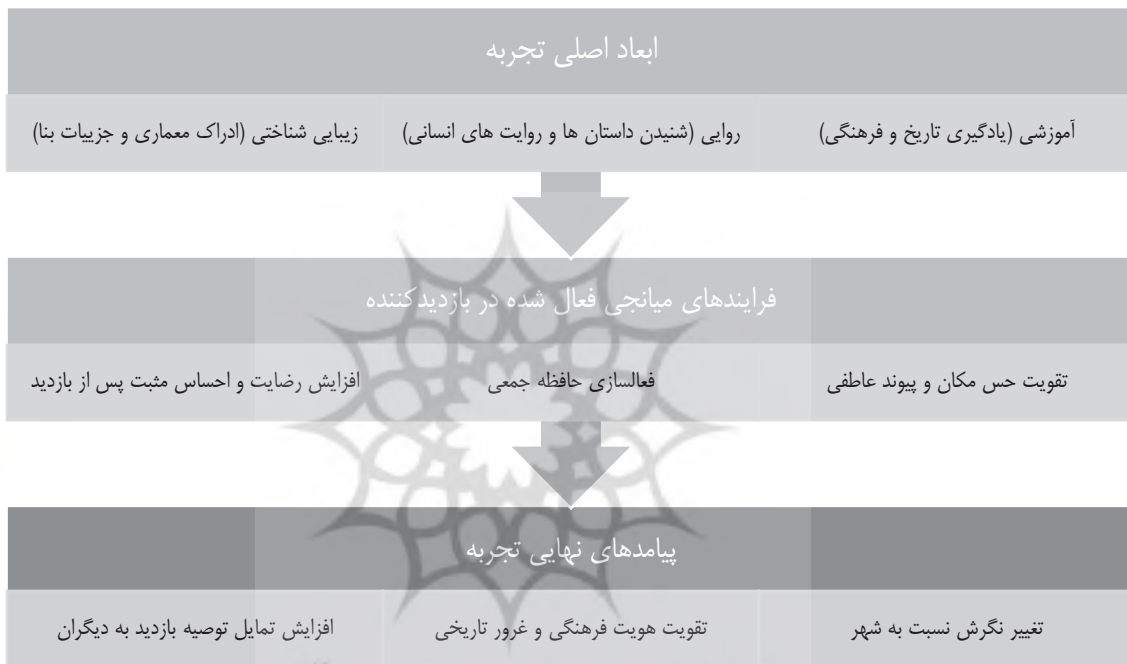 ابعاد اصلی تجربه
آموزشی (یادگیری تاریخ و فرهنگی)
روایی (شنیدن داستان ها و روایت های انسانی)
زیبایی شناختی (ادراک معماری و جزییات بنا)
فرایندهای میانجی فعال شده در بازدیدکننده
تقویت حس مکان و پیوند عاطفی
فعالسازی حافظه جمعی
افزایش رضایت و احساس مثبت پس از بازدید
پیامدهای نهایی تجربه
تغییر نگرش نسبت به شهر
تقویت هویت فرهنگی و غرور تاریخی
افزایش تمایل توصیه بازدید به دیگران